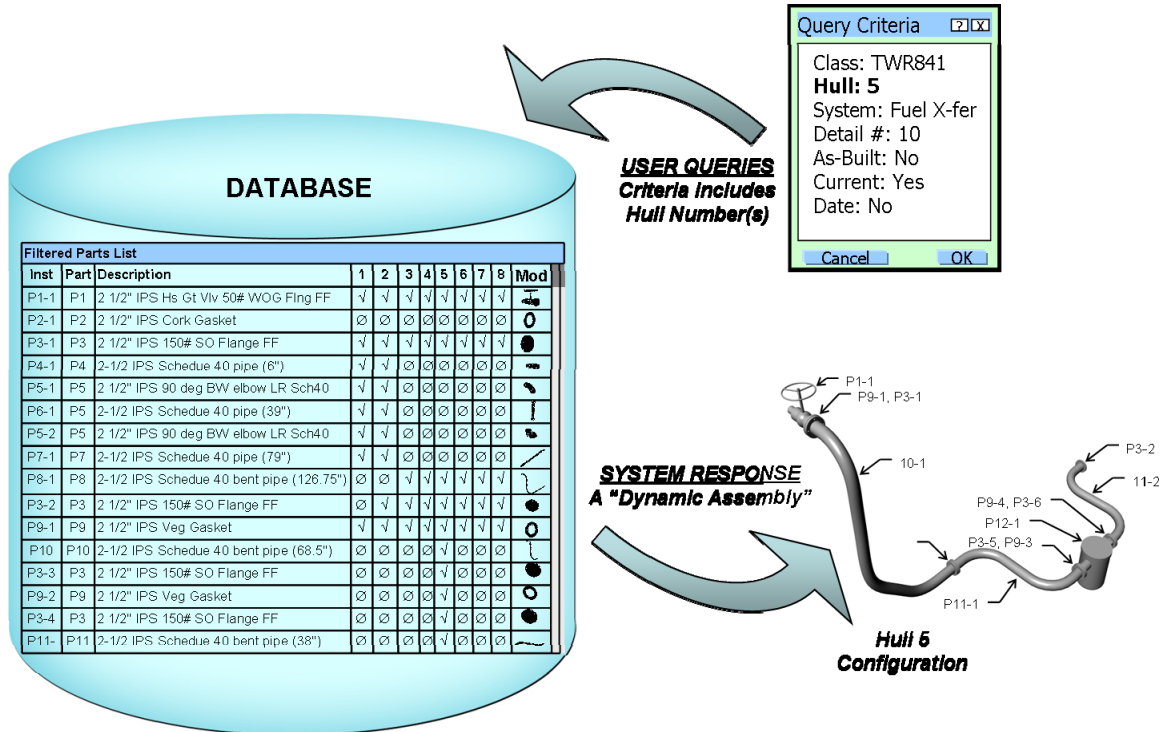 Query Criteria ? X
Class: TWR841
Hull: 5
System: Fuel X-fer
Detail #: 10
As-Built: No
Current: Yes
Date: No
Cancel OK
USER QUERIES
Criteria Includes
Hull Number(s)
DATABASE
Filtered Parts List
Inst Part Description 1 2 3 4 5 6 7 8 Mod
P1-1 P1 2 1/2" IPS Hs Gt Vlv 50# WOG Flng FF √ √ √ √ √ √ √ √
P2-1 P2 2 1/2" IPS Cork Gasket Ø Ø Ø Ø Ø Ø Ø Ø
P3-1 P3 2 1/2" IPS 150# SO Flange FF √ √ √ √ √ √ √ √
P4-1 P4 2-1/2 IPS Schedue 40 pipe (6") √ √ Ø Ø Ø Ø Ø Ø
P5-1 P5 2 1/2" IPS 90 deg BW elbow LR Sch40 √ √ Ø Ø Ø Ø Ø Ø
P6-1 P5 2-1/2 IPS Schedue 40 pipe (39") √ √ Ø Ø Ø Ø Ø Ø
P5-2 P5 2 1/2" IPS 90 deg BW elbow LR Sch40 √ √ Ø Ø Ø Ø Ø Ø
P7-1 P7 2-1/2 IPS Schedue 40 pipe (79") √ √ Ø Ø Ø Ø Ø Ø
P8-1 P8 2-1/2 IPS Schedue 40 bent pipe (126.75") Ø Ø √ √ √ √ √ √
P3-2 P3 2 1/2" IPS 150# SO Flange FF Ø √ √ √ √ √ √ √
P9-1 P9 2 1/2" IPS Veg Gasket √ √ √ √ √ √ √ √
P10 P10 2-1/2 IPS Schedue 40 bent pipe (68.5") Ø Ø Ø Ø √ Ø Ø Ø
P3-3 P3 2 1/2" IPS 150# SO Flange FF Ø Ø Ø Ø √ Ø Ø Ø
P9-2 P9 2 1/2" IPS Veg Gasket Ø Ø Ø Ø √ Ø Ø Ø
P3-4 P3 2 1/2" IPS 150# SO Flange FF Ø Ø Ø Ø √ Ø Ø Ø
P11- P11 2-1/2 IPS Schedue 40 bent pipe (38") Ø Ø Ø Ø √ Ø Ø Ø
SYSTEM RESPONSE
A "Dynamic Assembly"
P1-1
P9-1, P3-1
10-1
P3-2
11-2
P9-4, P3-6
P12-1
P3-5, P9-3
P11-1
Hull 5
Configuration